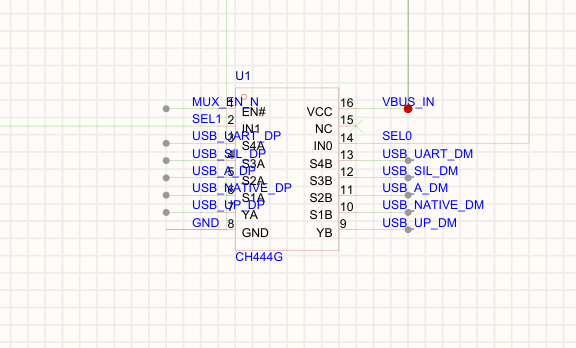 U1
MUX_EN_N 1 EN# VCC 16 VBUS_IN
SEL1 2 IN1 NC 15
USB_UART_DP 3 S4A IN0 14 SEL0
USB_SIL_DP 4 S3A S4B 13 USB_UART_DM
USB_A_DP 5 S2A S3B 12 USB_SIL_DM
USB_NATIVE_DP 6 S1A S2B 11 USB_A_DM
USB_UP_DP 7 YA S1B 10 USB_NATIVE_DM
GND 8 GND YB 9 USB_UP_DM
CH444G